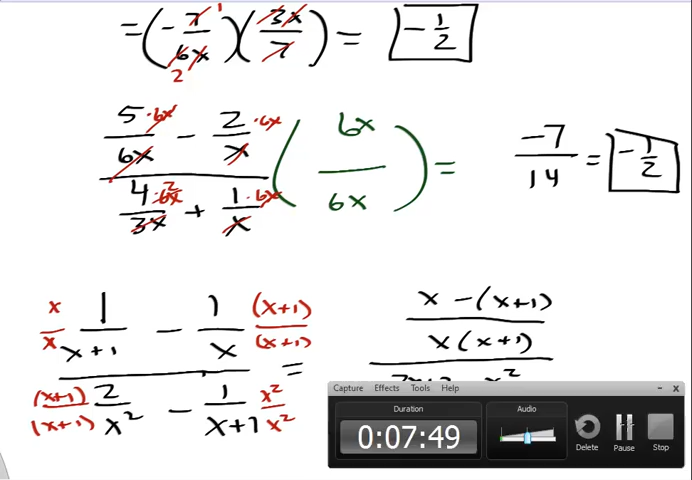 = (- 7/6x) (3x/7) = - 1/2
1
2
5/6x · 6x - 2/x · 6x ( 6x/6x ) = -7/14 = - 1/2
4/3x · 6x + 1/x · 6x
2
x/x 1/x+1 - 1/x (x+1)/(x+1) = x - (x+1)
x (x+1)
(x+1)/(x+1) 2/x² - 1/x+1 x²/x²
Capture Effects Tools
Duration Audio
0:07:49 Delete Pause Stop